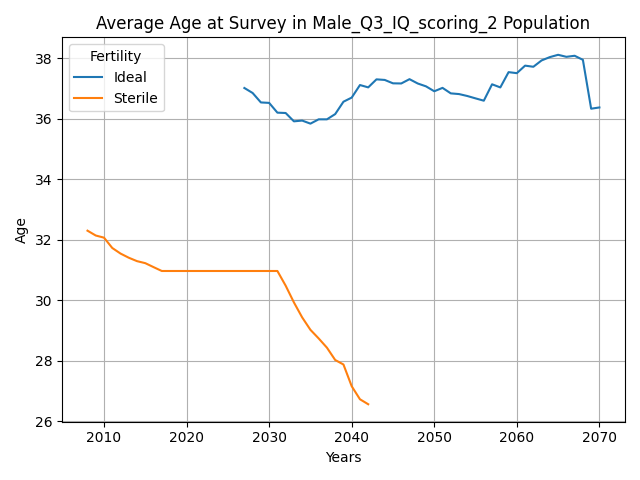 Average Age at Survey in Male_Q3_IQ_scoring_2 Population
Fertility
Ideal
Sterile
Age
38
36
34
32
30
28
26
2010
2020
2030
2040
2050
2060
2070
Years